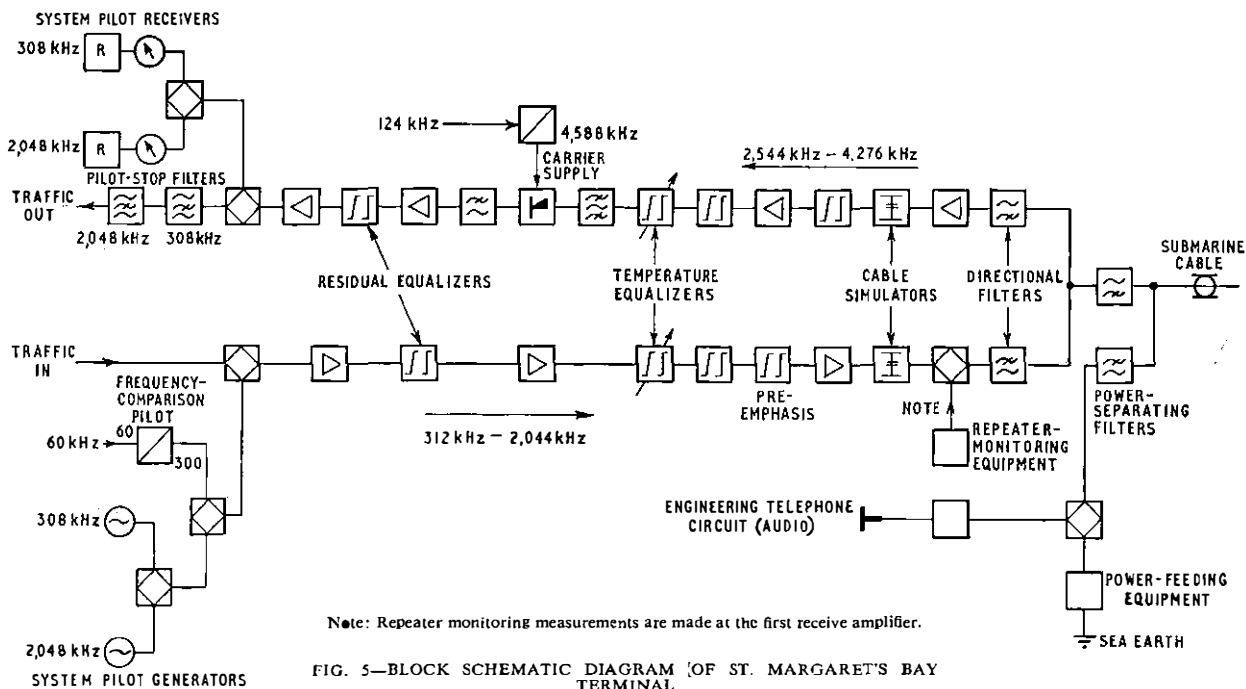 SYSTEM PILOT RECEIVERS
308 kHz
R
2,048 kHz
R
PILOT-STOP FILTERS
TRAFFIC
OUT
2,048 kHz
308kHz
124 kHz
4,588 kHz
CARRIER
SUPPLY
2,544 kHz – 4,276 kHz
SUBMARINE
CABLE
RESIDUAL EQUALIZERS
TEMPERATURE
EQUALIZERS
CABLE
SIMULATORS
DIRECTIONAL
FILTERS
TRAFFIC
IN
FREQUENCY-
COMPARISON
PILOT
60 kHz
60
300
312 kHz – 2,044 kHz
PRE-
EMPHASIS
NOTE
REPEATER-
MONITORING
EQUIPMENT
POWER-
SEPARATING
FILTERS
308 kHz
ENGINEERING TELEPHONE
CIRCUIT (AUDIO)
POWER-FEEDING
EQUIPMENT
SEA EARTH
2,048 kHz
SYSTEM PILOT GENERATORS
Note: Repeater monitoring measurements are made at the first receive amplifier.
FIG. 5—BLOCK SCHEMATIC DIAGRAM OF ST. MARGARET'S BAY
TERMINAL